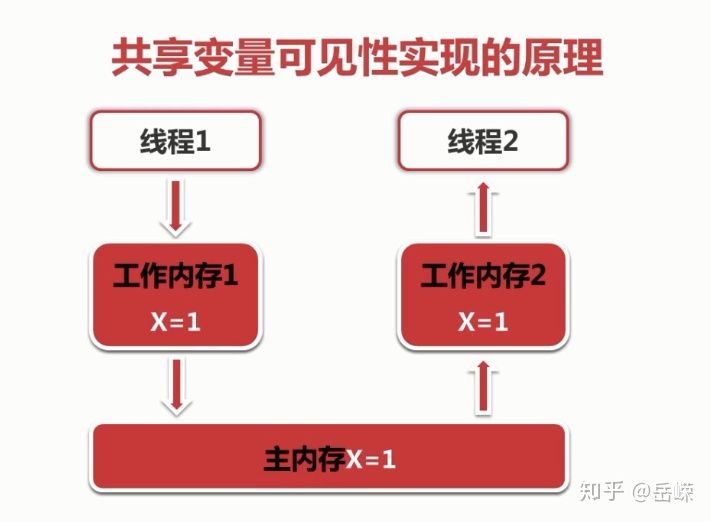 共享变量可见性实现的原理
线程1
线程2
工作内存1
X=1
工作内存2
X=1
主内存X=1
知乎 @岳嵘